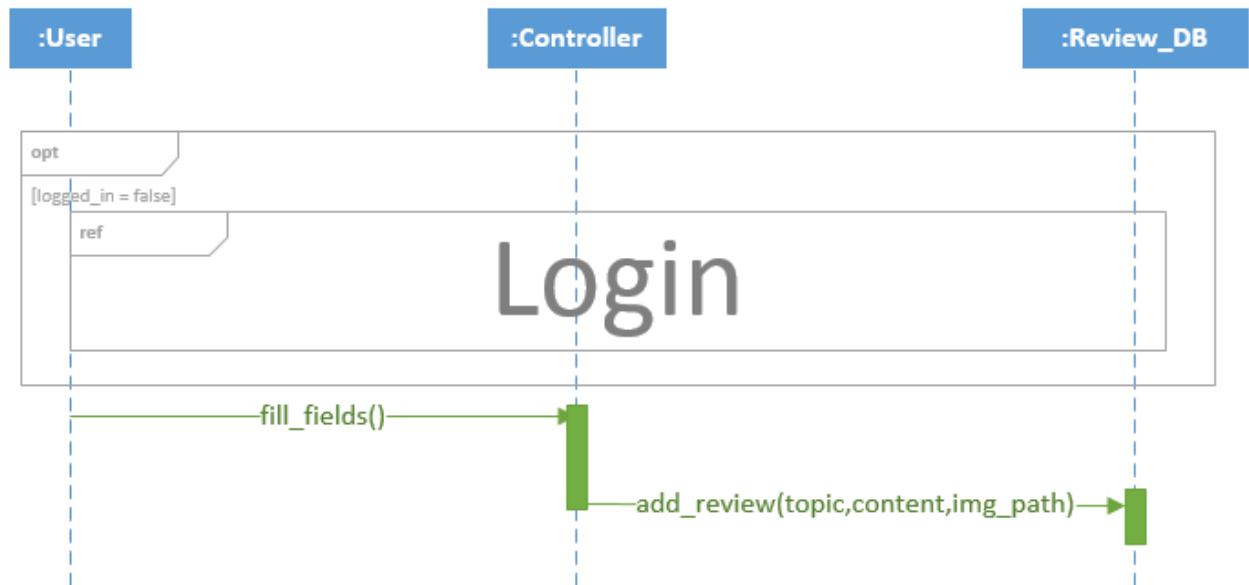 :User
:Controller
:Review_DB
opt
[logged_in = false]
ref
Login
fill_fields()
add_review(topic,content,img_path)